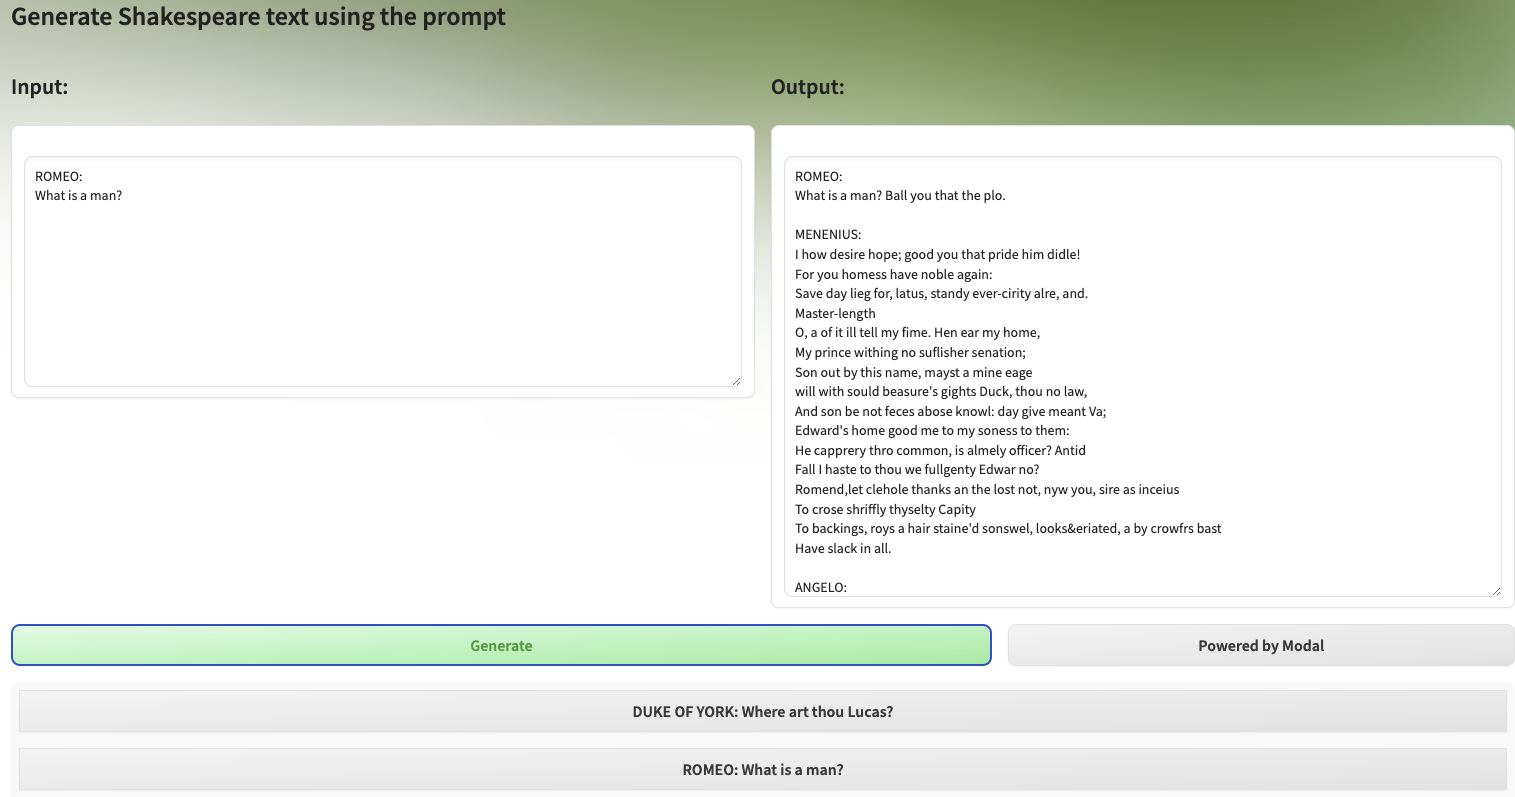 Generate Shakespeare text using the prompt
Input:
ROMEO:
What is a man?
Output:
ROMEO:
What is a man? Ball you that the plo.
MENENIUS:
I how desire hope; good you that pride him didle!
For you homess have noble again:
Save day lieg for, latus, standy ever-cirity alre, and.
Master-length
O, a of it ill tell my fime. Hen ear my home,
My prince withing no suflisher senation;
Son out by this name, mayst a mine eage
will with sould beasure's gights Duck, thou no law,
And son be not feces abose knowl: day give meant Va;
Edward's home good me to my soness to them:
He capprery thro common, is almely officer? Antid
Fall I haste to thou we fullgenty Edwar no?
Romend,let clehole thanks an the lost not, nyw you, sire as inceius
To crose shriffly thyselty Capity
To backings, roys a hair staine'd sonswel, looks&eriated, a by crowfrs bast
Have slack in all.
ANGELO:
Generate
Powered by Modal
DUKE OF YORK: Where art thou Lucas?
ROMEO: What is a man?